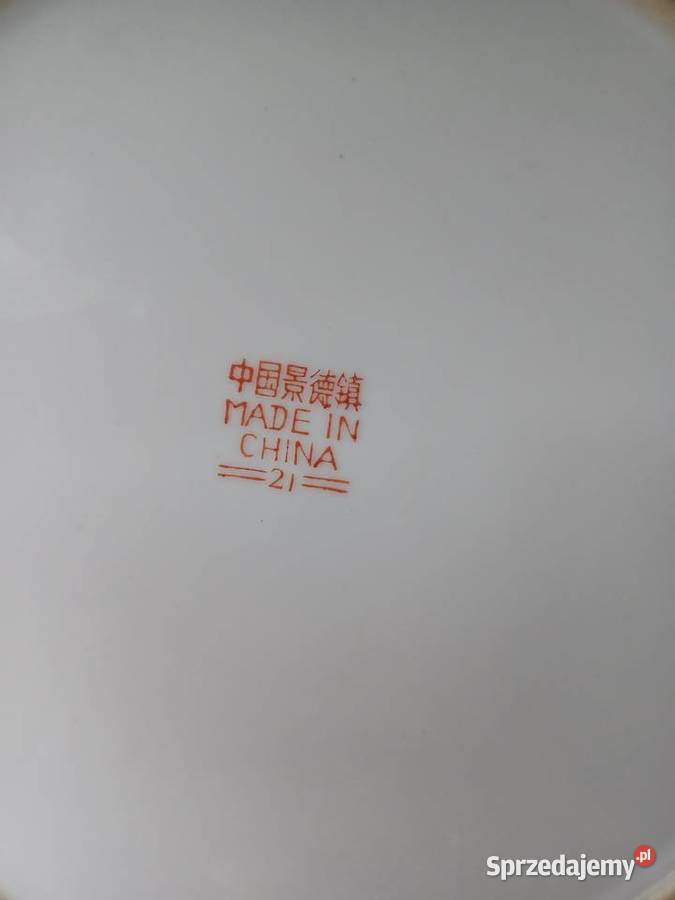 中国景德镇
MADE IN
CHINA
21
Sprzedajemy.pl